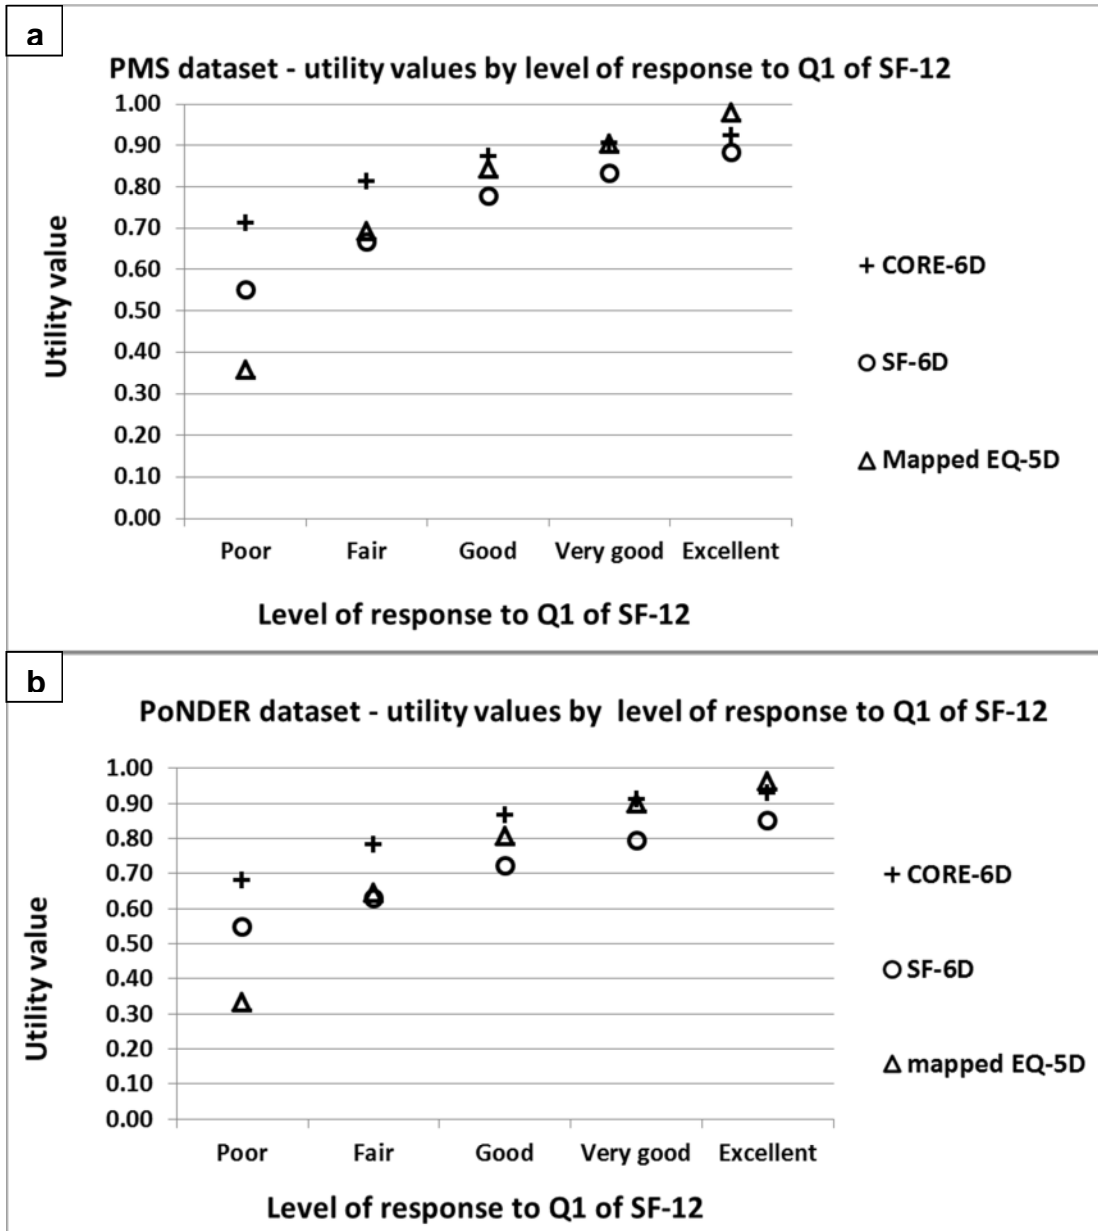 a
PMS dataset - utility values by level of response to Q1 of SF-12
1.00
0.90
0.80
0.70
0.60
0.50
0.40
0.30
0.20
0.10
0.00
Utility value
Poor Fair Good Very good Excellent
Level of response to Q1 of SF-12
CORE-6D
SF-6D
Mapped EQ-5D
b
PoNDER dataset - utility values by level of response to Q1 of SF-12
1.00
0.90
0.80
0.70
0.60
0.50
0.40
0.30
0.20
0.10
0.00
Utility value
Poor Fair Good Very good Excellent
Level of response to Q1 of SF-12
CORE-6D
SF-6D
mapped EQ-5D